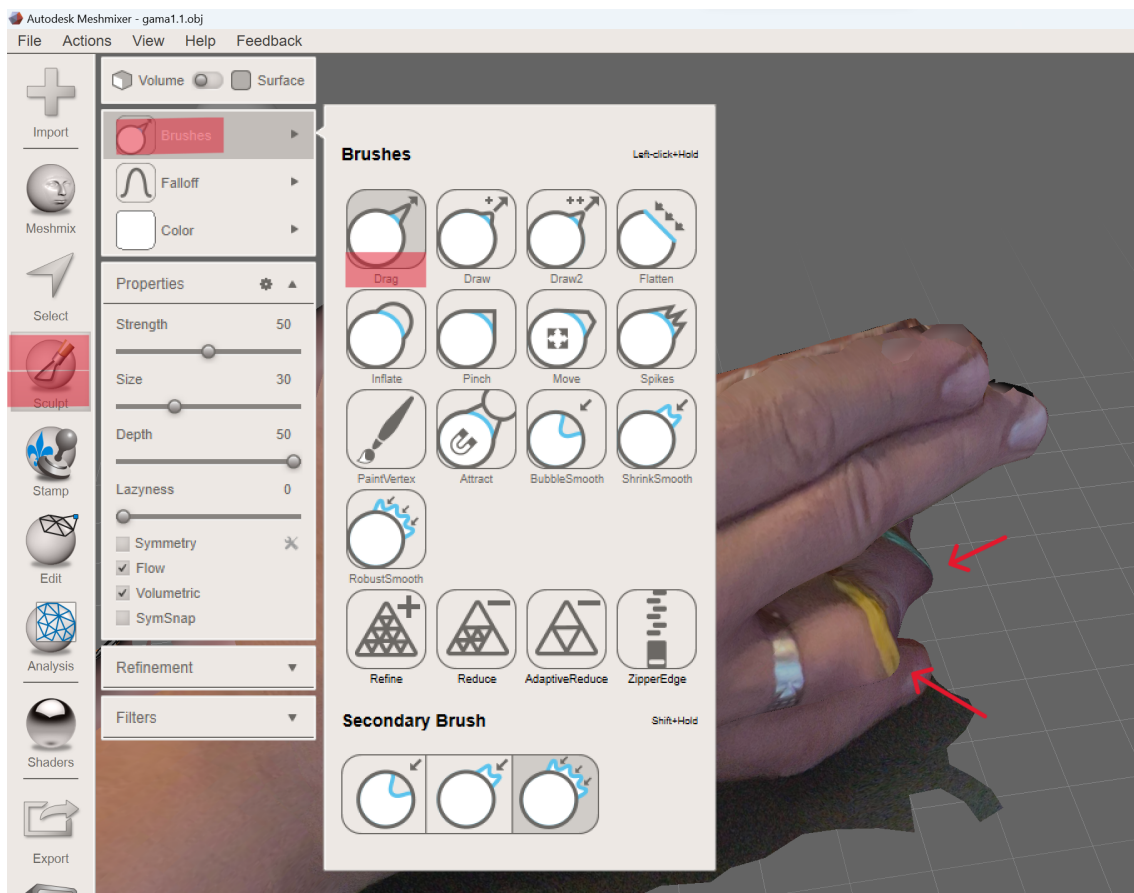 Autodesk Meshmixer - gama1.1.obj
File Actions View Help Feedback
Import
Meshmix
Select
Sculpt
Stamp
Edit
Analysis
Shaders
Export
Volume Surface
Brushes
Falloff
Color
Properties
Strength 50
Size 30
Depth 50
Lazyness 0
Symmetry
Flow
Volumetric
SymSnap
Refinement
Filters
Brushes Left-click+Hold
Drag Draw Draw2 Flatten
Inflate Pinch Move Spikes
PaintVertex Attract BubbleSmooth ShrinkSmooth
RobustSmooth
Refine Reduce AdaptiveReduce ZipperEdge
Secondary Brush Shift+Hold